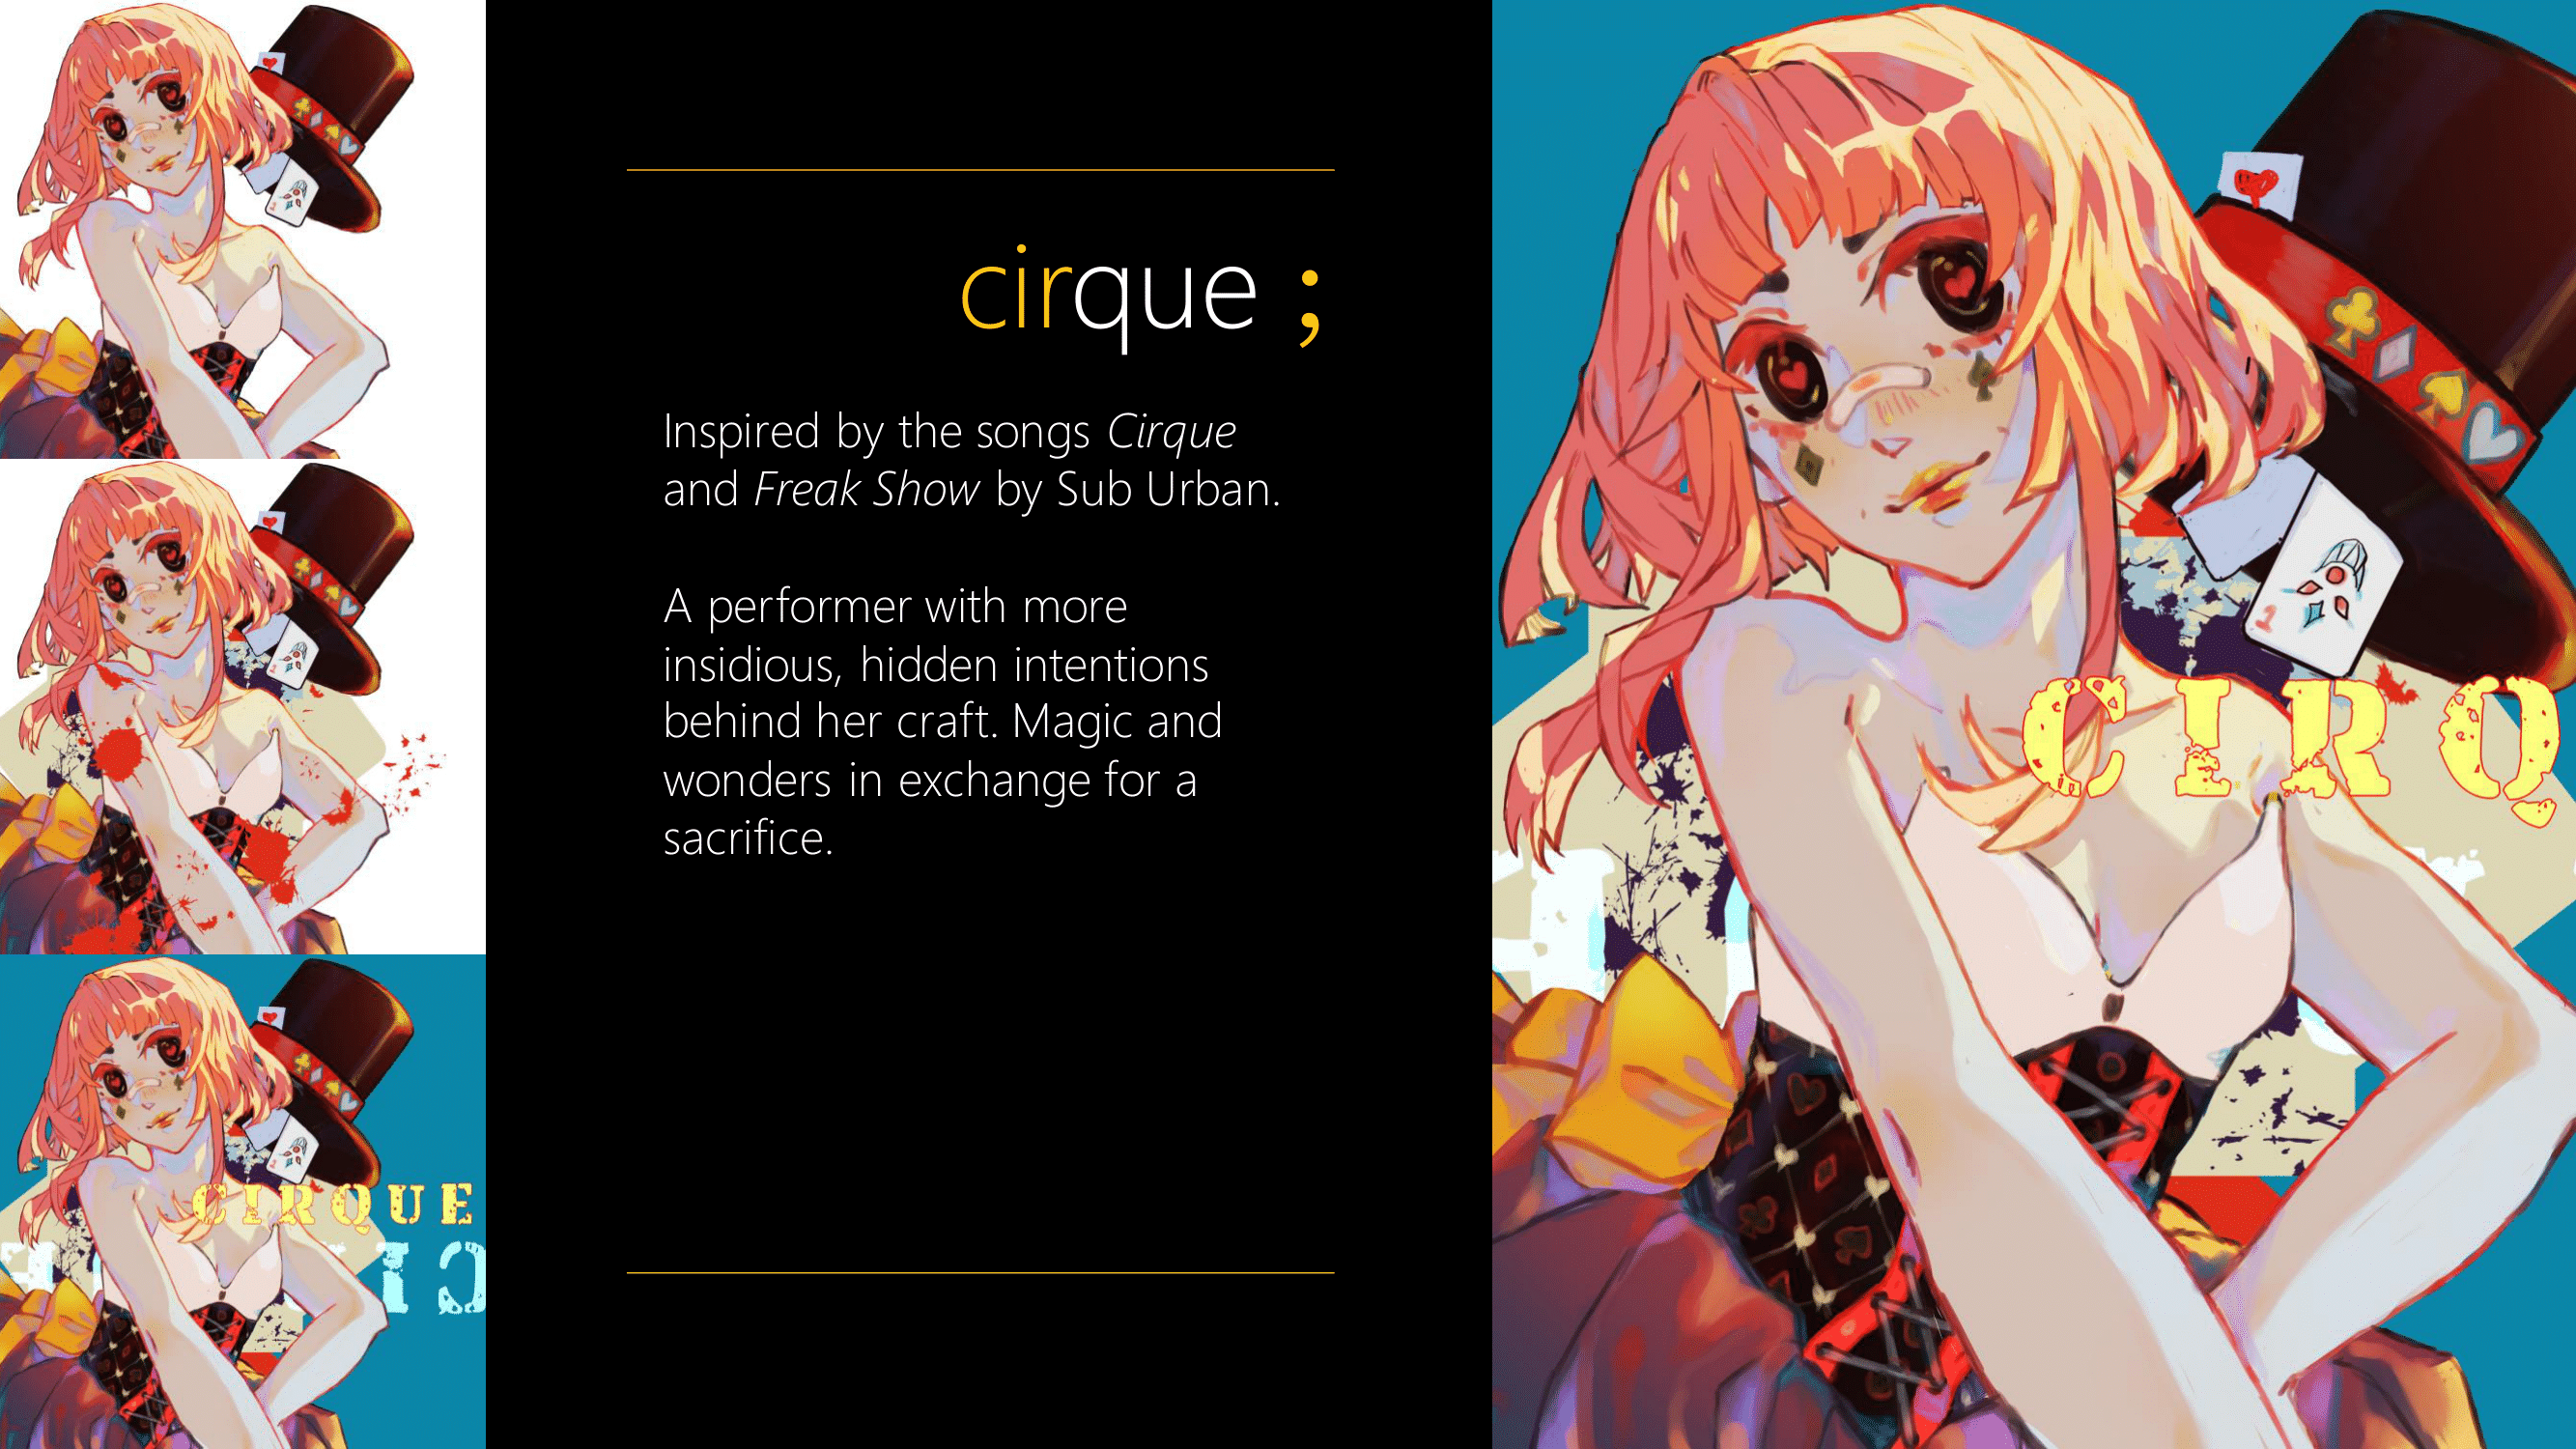 cirque ;
Inspired by the songs Cirque
and Freak Show by Sub Urban.
A performer with more
insidious, hidden intentions
behind her craft. Magic and
wonders in exchange for a
sacrifice.
CIRQUE
CIRQ